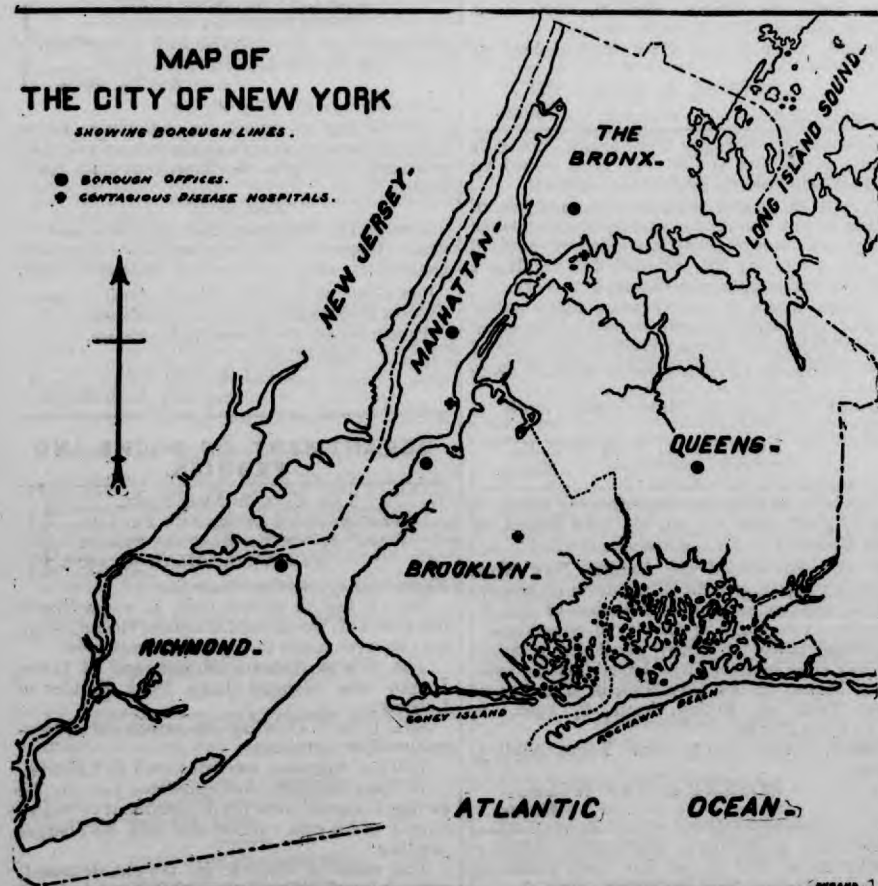 MAP OF
THE CITY OF NEW YORK
SHOWING BOROUGH LINES.
BOROUGH OFFICES.
CONTAGIOUS DISEASE HOSPITALS.
NEW JERSEY-
MANHATTAN-
THE
BRONX-
LONG ISLAND SOUND-
QUEENS-
BROOKLYN-
RICHMOND-
CONEY ISLAND
ROCKAWAY BEACH
ATLANTIC OCEAN-